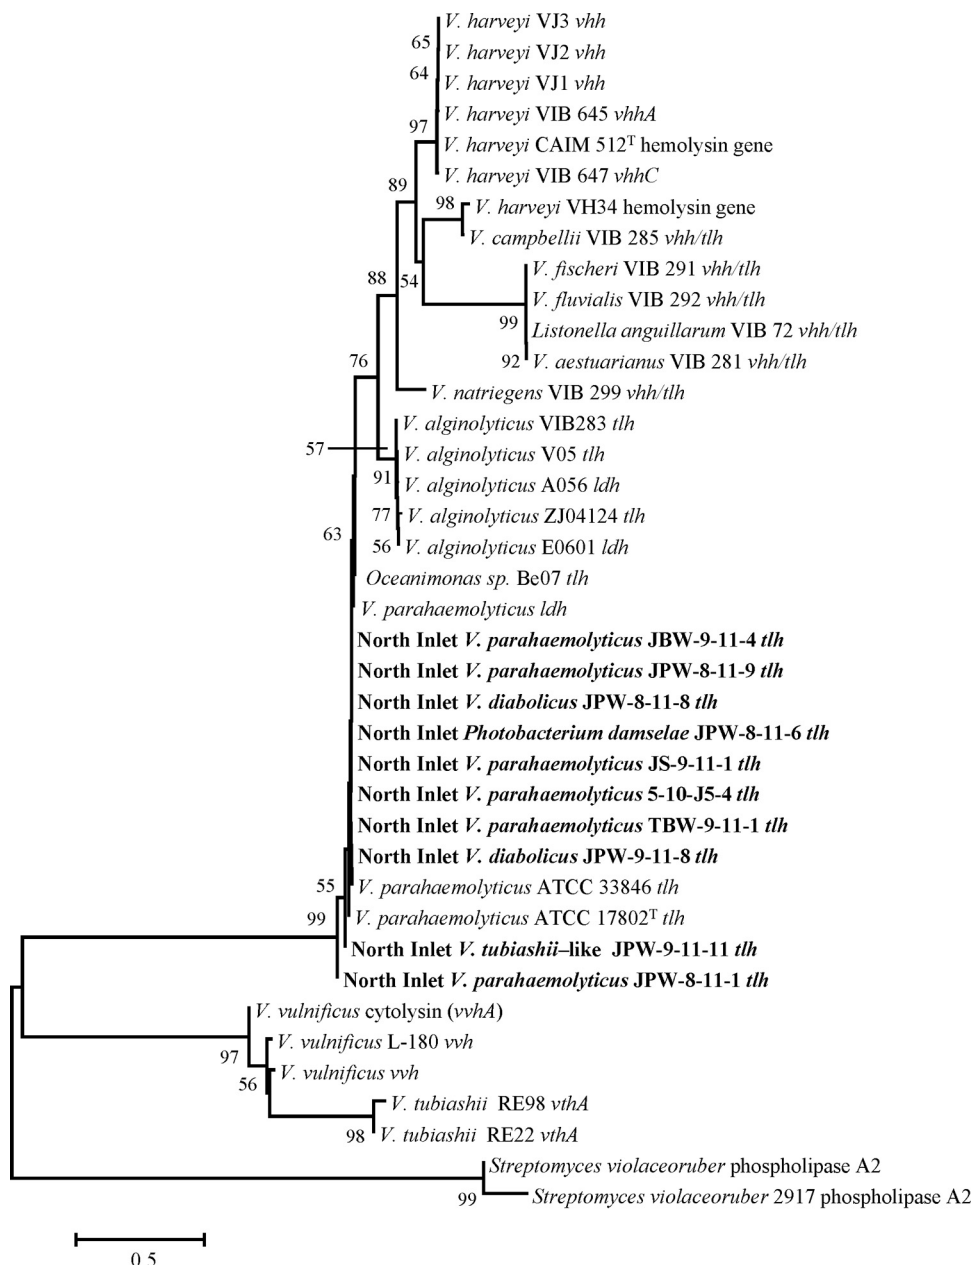 V. harveyi VJ3 vhh
65
V. harveyi VJ2 vhh
64
V. harveyi VJ1 vhh
V. harveyi VIB 645 vhhA
97
V. harveyi CAIM 512ᵀ hemolysin gene
V. harveyi VIB 647 vhhC
89
98
V. harveyi VH34 hemolysin gene
V. campbellii VIB 285 vhh/tlh
V. fischeri VIB 291 vhh/tlh
88
54
V. fluvialis VIB 292 vhh/tlh
99
Listonella anguillarum VIB 72 vhh/tlh
76
92
V. aestuarianus VIB 281 vhh/tlh
V. natriegens VIB 299 vhh/tlh
V. alginolyticus VIB283 tlh
57
V. alginolyticus V05 tlh
91
V. alginolyticus A056 ldh
77
V. alginolyticus ZJ04124 tlh
63
56
V. alginolyticus E0601 ldh
Oceanimonas sp. Be07 tlh
V. parahaemolyticus ldh
North Inlet V. parahaemolyticus JBW-9-11-4 tlh
North Inlet V. parahaemolyticus JPW-8-11-9 tlh
North Inlet V. diabolicus JPW-8-11-8 tlh
North Inlet Photobacterium damselae JPW-8-11-6 tlh
North Inlet V. parahaemolyticus JS-9-11-1 tlh
North Inlet V. parahaemolyticus 5-10-J5-4 tlh
North Inlet V. parahaemolyticus TBW-9-11-1 tlh
North Inlet V. diabolicus JPW-9-11-8 tlh
55
V. parahaemolyticus ATCC 33846 tlh
99
V. parahaemolyticus ATCC 17802ᵀ tlh
North Inlet V. tubiashii–like JPW-9-11-11 tlh
North Inlet V. parahaemolyticus JPW-8-11-1 tlh
V. vulnificus cytolysin (vvhA)
V. vulnificus L-180 vvh
97
V. vulnificus vvh
56
V. tubiashii RE98 vthA
98
V. tubiashii RE22 vthA
Streptomyces violaceoruber phospholipase A2
99
Streptomyces violaceoruber 2917 phospholipase A2
0.5